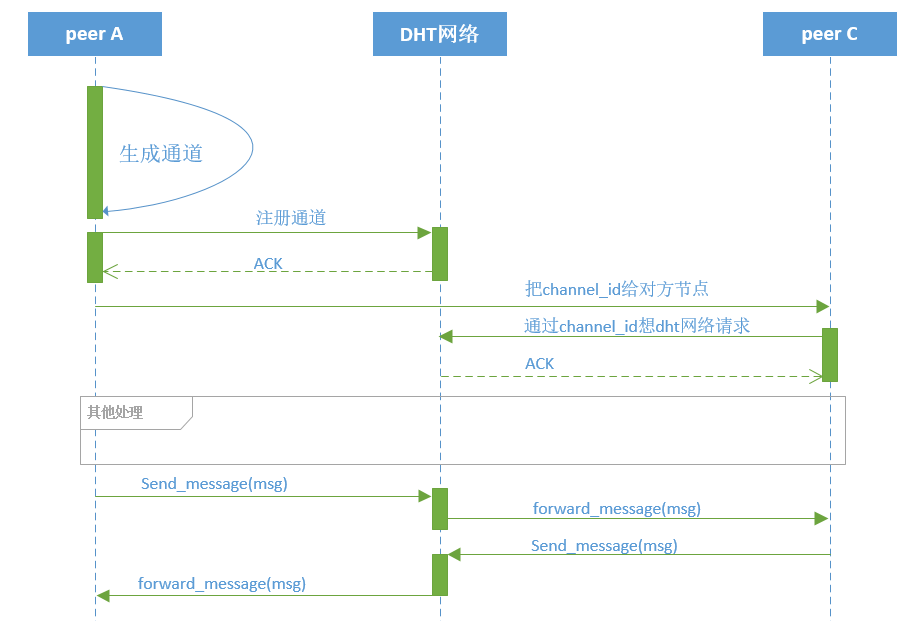 peer A
DHT网络
peer C
生成通道
注册通道
ACK
把channel_id给对方节点
通过channel_id想dht网络请求
ACK
其他处理
Send_message(msg)
forward_message(msg)
Send_message(msg)
forward_message(msg)